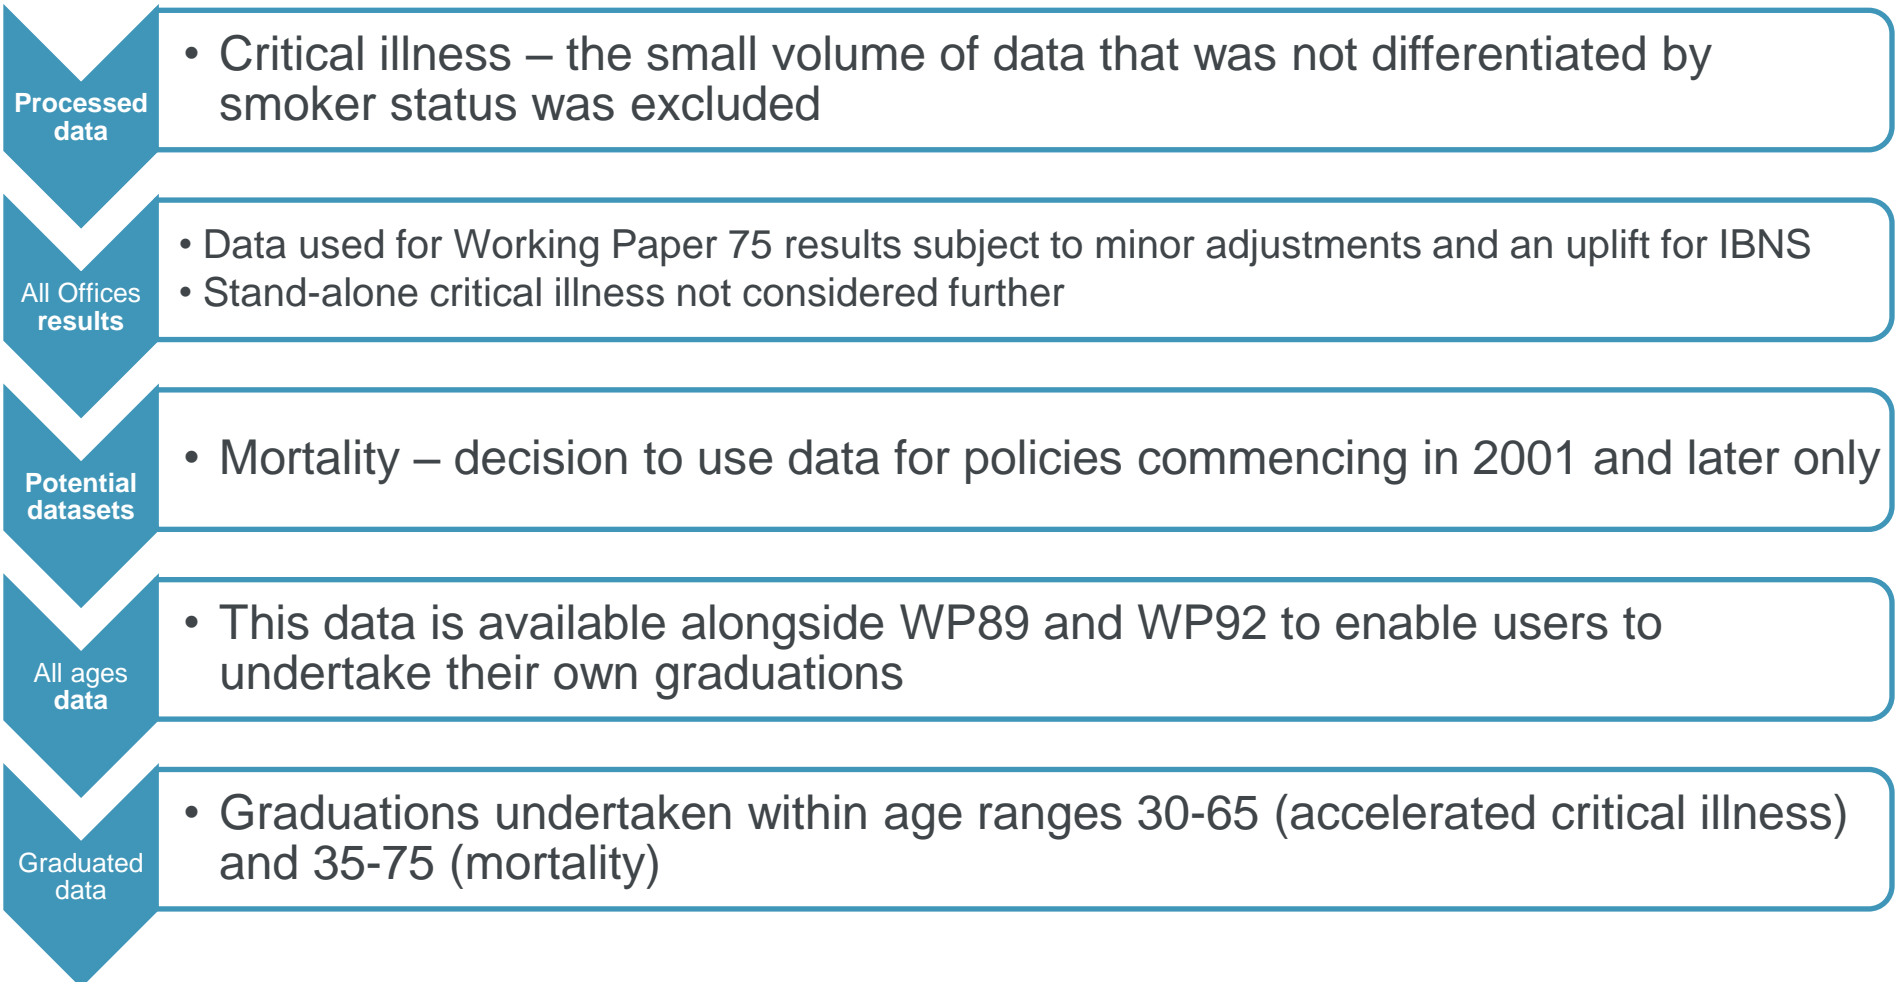 Processed
data
• Critical illness – the small volume of data that was not differentiated by
smoker status was excluded
All Offices
results
• Data used for Working Paper 75 results subject to minor adjustments and an uplift for IBNS
• Stand-alone critical illness not considered further
Potential
datasets
• Mortality – decision to use data for policies commencing in 2001 and later only
All ages
data
• This data is available alongside WP89 and WP92 to enable users to
undertake their own graduations
Graduated
data
• Graduations undertaken within age ranges 30-65 (accelerated critical illness)
and 35-75 (mortality)